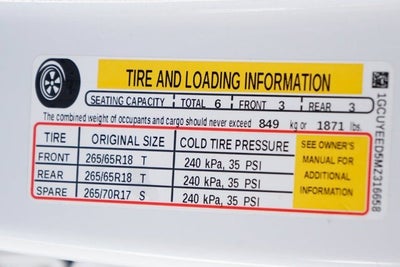 TIRE AND LOADING INFORMATION
SEATING CAPACITY TOTAL 6 FRONT 3 REAR 3
The combined weight of occupants and cargo should never exceed 849 kg or 1871 lbs.
TIRE ORIGINAL SIZE COLD TIRE PRESSURE
FRONT 265/65R18 T 240 kPa, 35 PSI
REAR 265/65R18 T 240 kPa, 35 PSI
SPARE 265/70R17 S 240 kPa, 35 PSI
SEE OWNER'S
MANUAL FOR
ADDITIONAL
INFORMATION
1GCUYEED5MZ316658